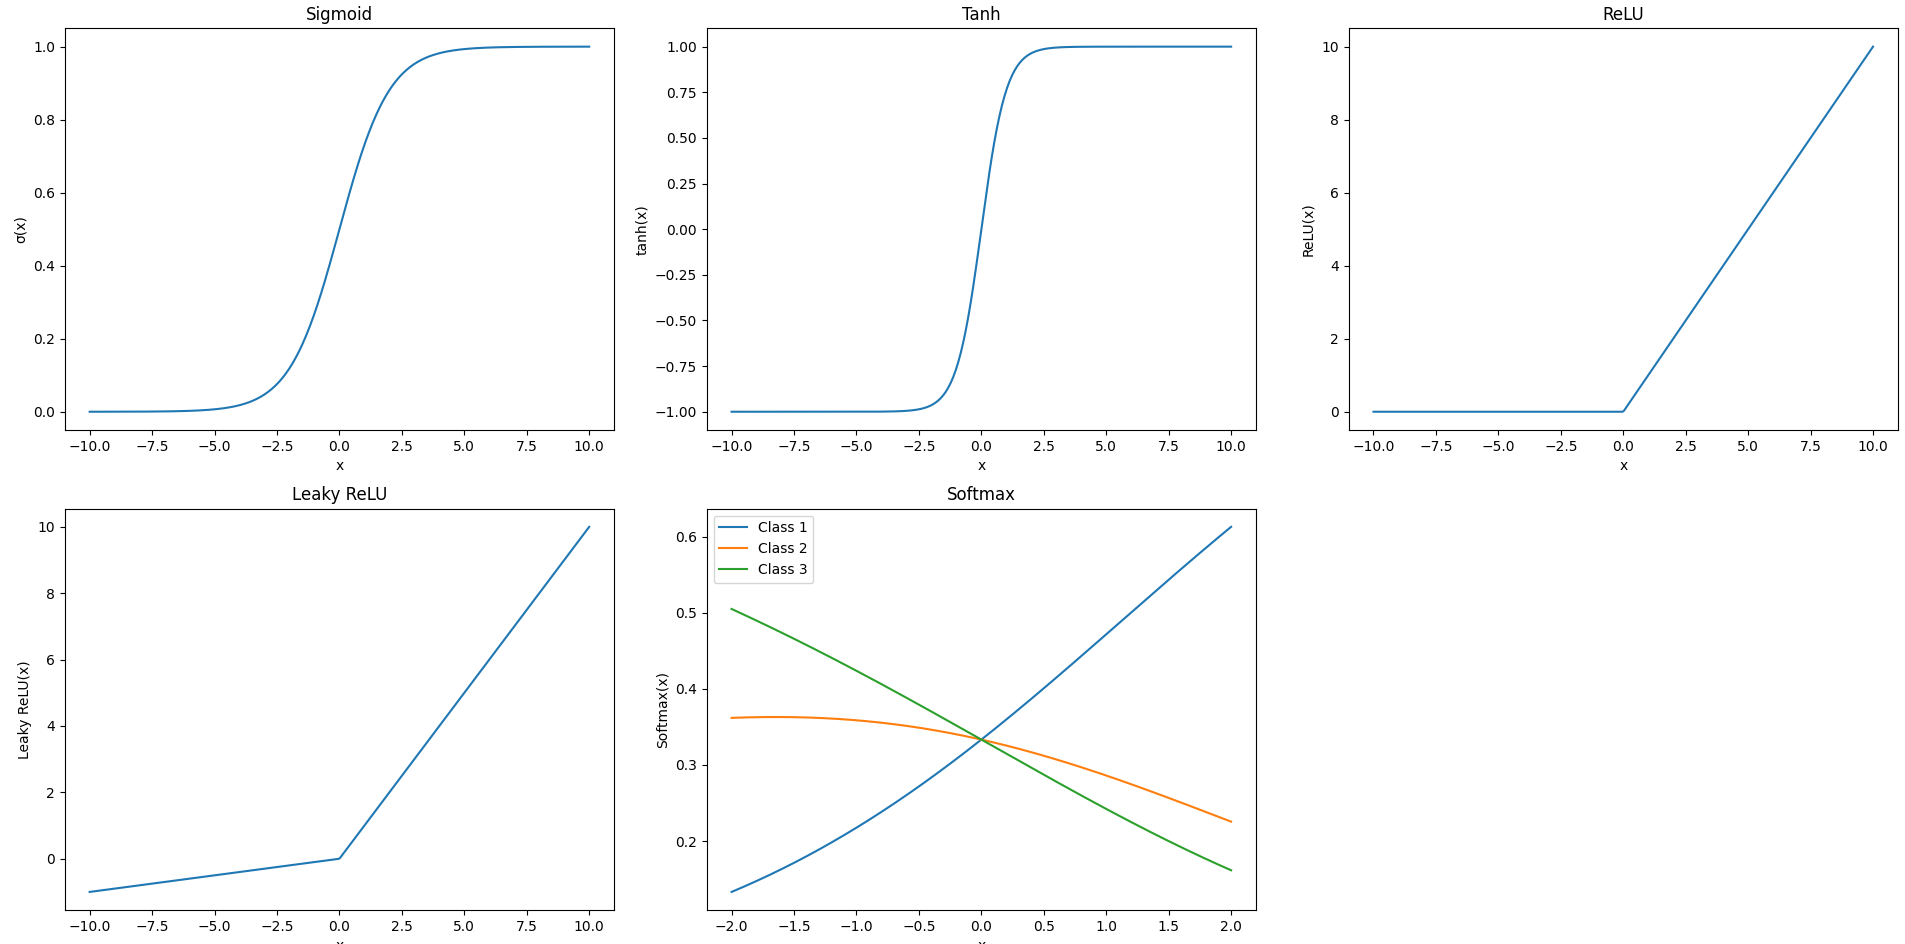 Sigmoid
1.0
0.8
0.6
0.4
0.2
0.0
σ(x)
−10.0 −7.5 −5.0 −2.5 0.0 2.5 5.0 7.5 10.0
x
Tanh
1.00
0.75
0.50
0.25
0.00
−0.25
−0.50
−0.75
−1.00
tanh(x)
−10.0 −7.5 −5.0 −2.5 0.0 2.5 5.0 7.5 10.0
x
ReLU
10
8
6
4
2
0
ReLU(x)
−10.0 −7.5 −5.0 −2.5 0.0 2.5 5.0 7.5 10.0
x
Leaky ReLU
10
8
6
4
2
0
Leaky ReLU(x)
−10.0 −7.5 −5.0 −2.5 0.0 2.5 5.0 7.5 10.0
Softmax
Class 1
Class 2
Class 3
0.6
0.5
0.4
0.3
0.2
Softmax(x)
−2.0 −1.5 −1.0 −0.5 0.0 0.5 1.0 1.5 2.0